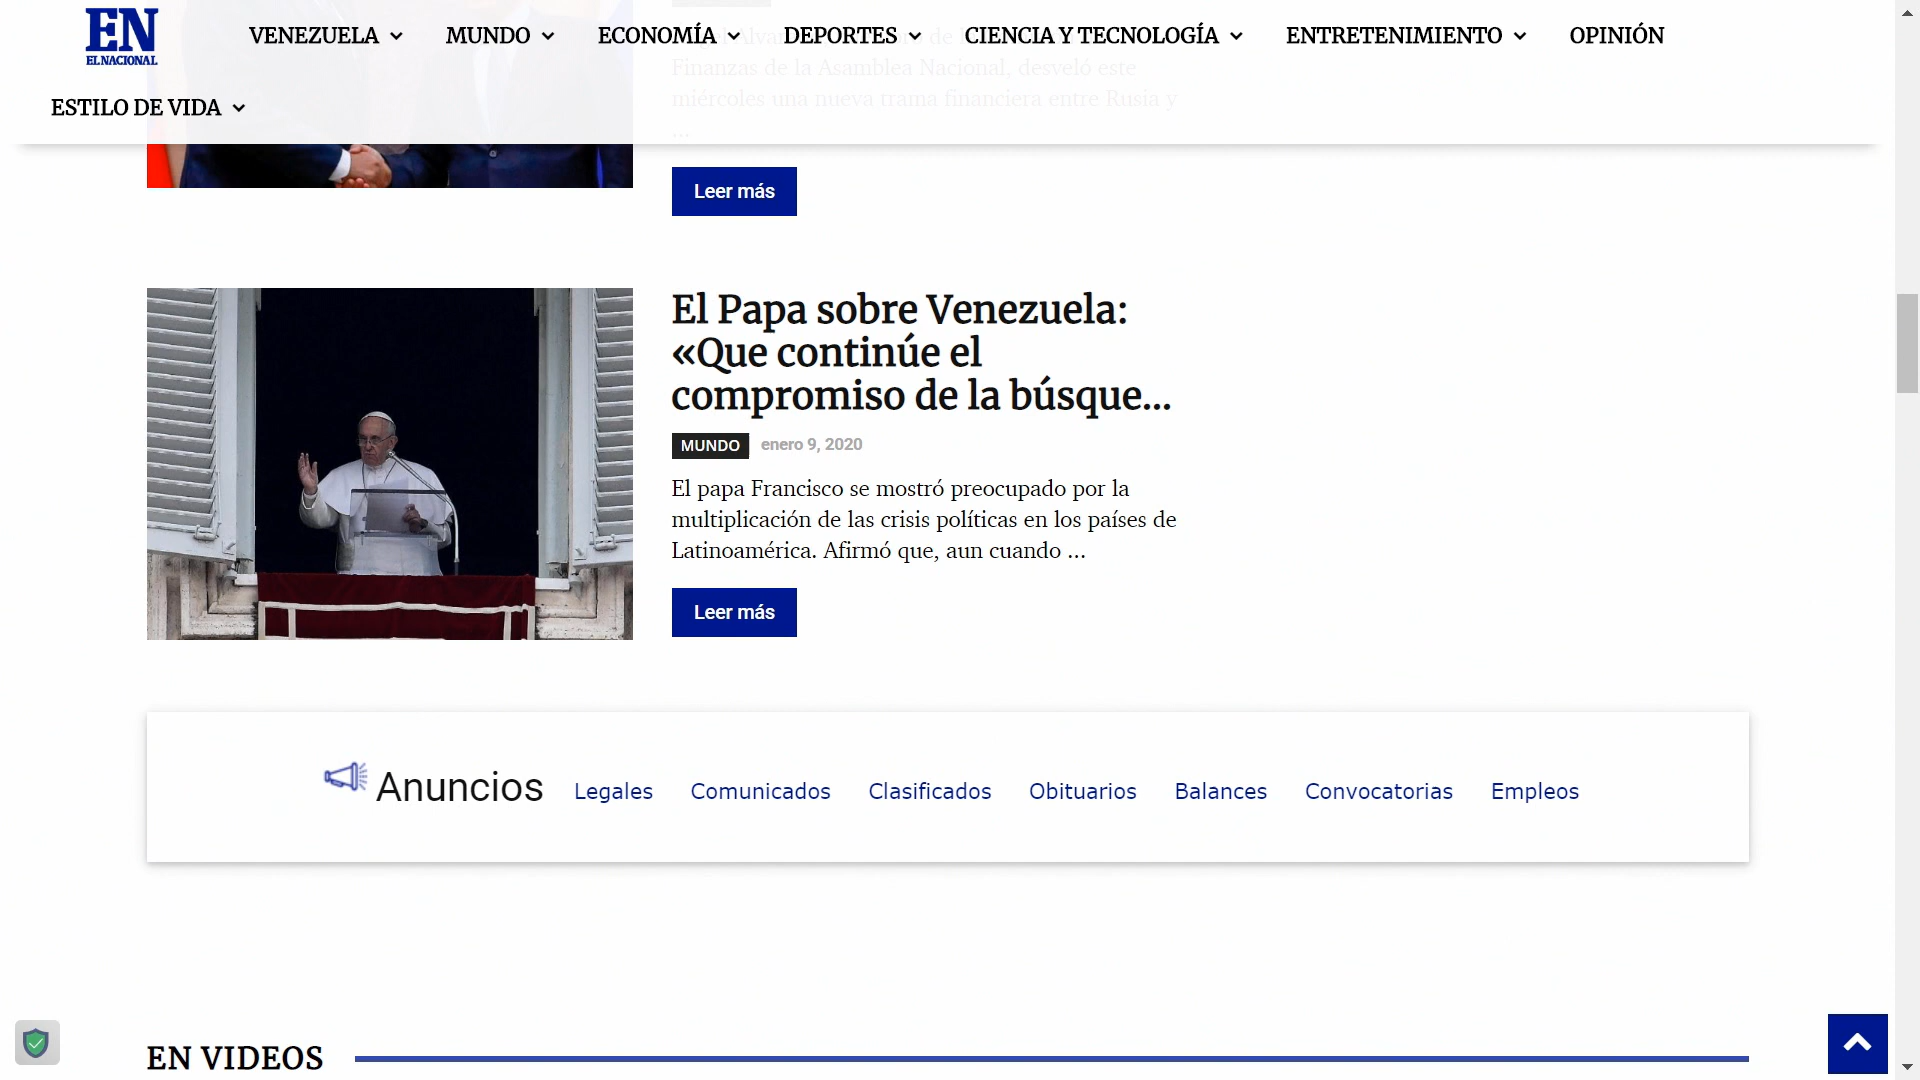 EN
EL NACIONAL
VENEZUELA
MUNDO
ECONOMÍA
DEPORTES
CIENCIA Y TECNOLOGÍA
ENTRETENIMIENTO
OPINIÓN
ESTILO DE VIDA
Finanzas de la Asamblea Nacional, desveló este
miércoles una nueva trama financiera entre Rusia y
...
Leer más
El Papa sobre Venezuela:
«Que continúe el
compromiso de la búsque...
MUNDO enero 9, 2020
El papa Francisco se mostró preocupado por la
multiplicación de las crisis políticas en los países de
Latinoamérica. Afirmó que, aun cuando ...
Leer más
Anuncios Legales Comunicados Clasificados Obituarios Balances Convocatorias Empleos
EN VIDEOS